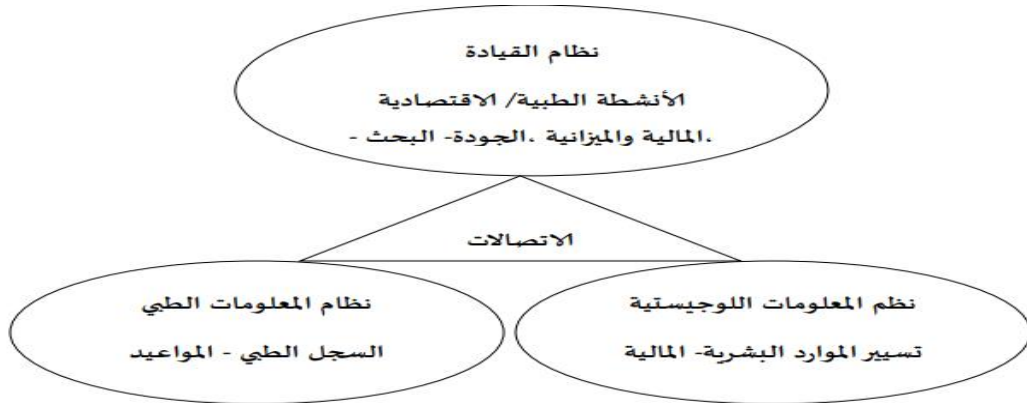 نظام القيادة
الأنشطة الطبية/ الاقتصادية
،المالية والميزانية ،الجودة- البحث -
الاتصالات
نظم المعلومات اللوجيستية
تسيير الموارد البشرية- المالية
نظام المعلومات الطبي
السجل الطبي - المواعيد